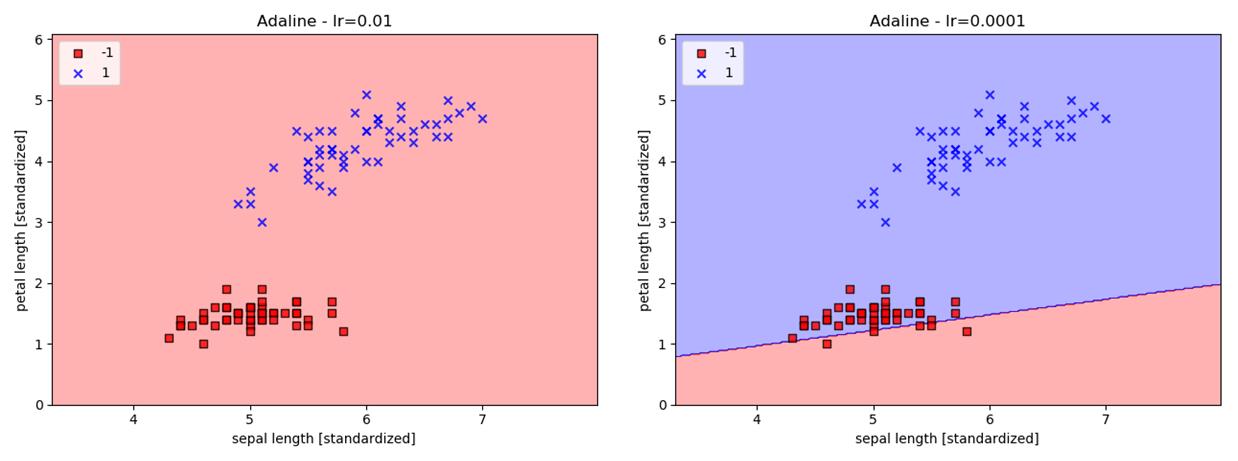 Adaline - lr=0.01
-1
1
petal length [standardized]
6
5
4
3
2
1
0
4 5 6 7
sepal length [standardized]
Adaline - lr=0.0001
-1
1
petal length [standardized]
6
5
4
3
2
1
0
4 5 6 7
sepal length [standardized]